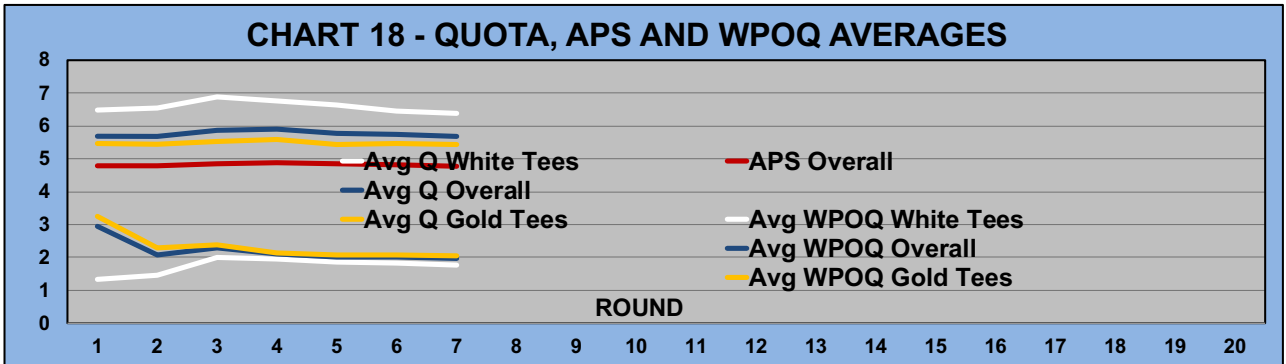 CHART 18 - QUOTA, APS AND WPOQ AVERAGES
8
7
6
5
4
3
2
1
0
Avg Q White Tees APS Overall
Avg Q Overall
Avg Q Gold Tees Avg WPOQ White Tees
Avg WPOQ Overall
Avg WPOQ Gold Tees
ROUND
1 2 3 4 5 6 7 8 9 10 11 12 13 14 15 16 17 18 19 20